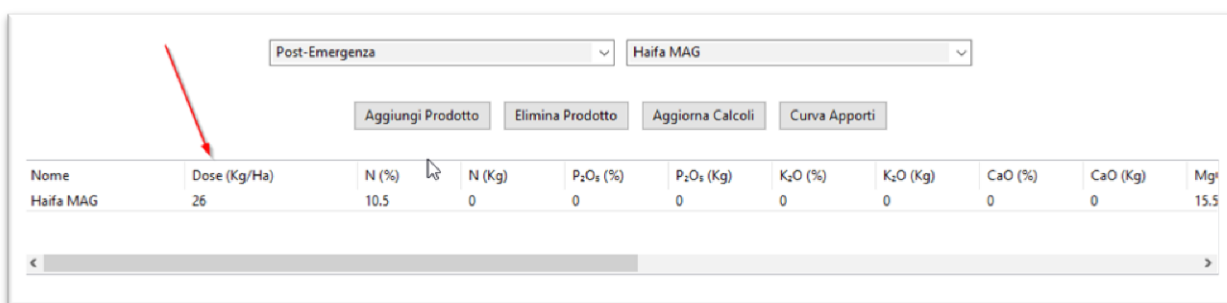 Post-Emergenza Haifa MAG
Aggiungi Prodotto Elimina Prodotto Aggiorna Calcoli Curva Apporti
Nome Dose (Kg/Ha) N (%) N (Kg) P₂O₅ (%) P₂O₅ (Kg) K₂O (%) K₂O (Kg) CaO (%) CaO (Kg)
Haifa MAG 26 10.5 0 0 0 0 0 0 0 15.5